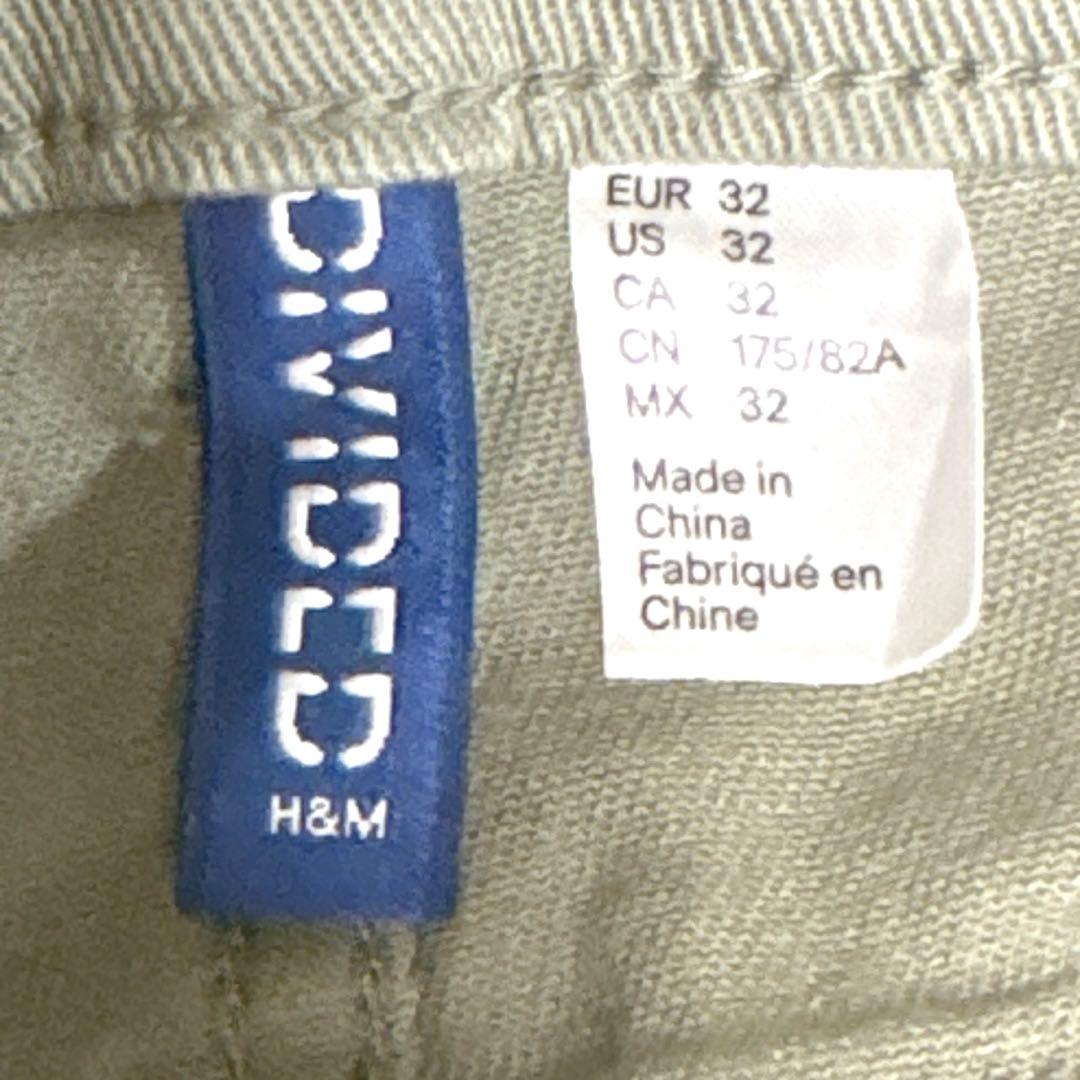 DIVIDED
H&M
EUR 32
US 32
CA 32
CN 175/82A
MX 32
Made in
China
Fabriqué en
Chine